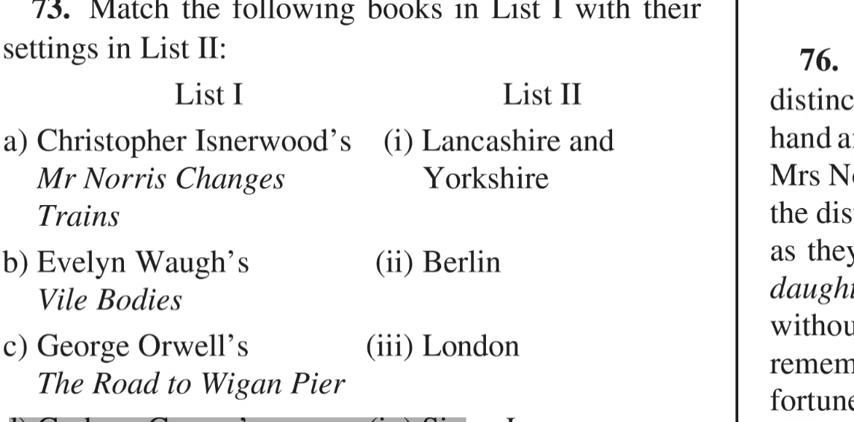 73. Match the following books in List I with their
settings in List II:
List I List II
a) Christopher Isnerwood's (i) Lancashire and
Mr Norris Changes Yorkshire
Trains
b) Evelyn Waugh's (ii) Berlin
Vile Bodies
c) George Orwell's (iii) London
The Road to Wigan Pier
76.
distinc
hand a
Mrs N
the dis
as they
daught
withou
remem
fortune